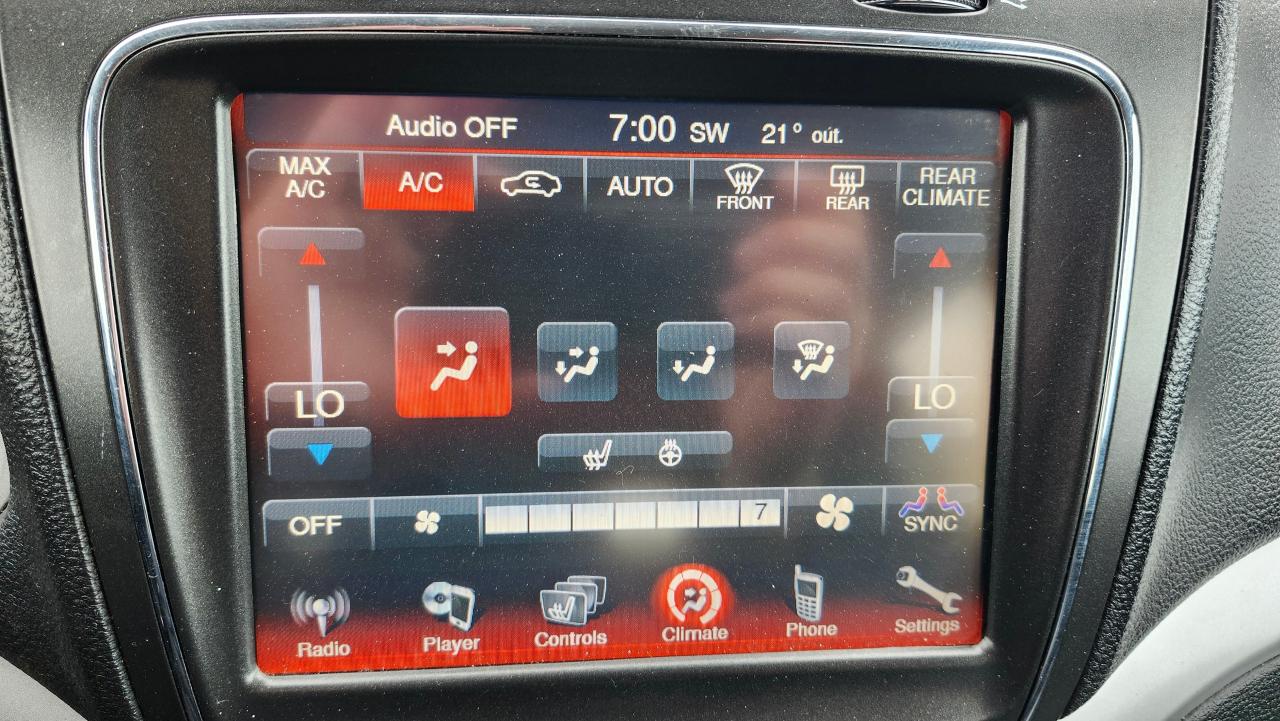 Audio OFF 7:00 SW 21° out.
MAX A/C
A/C
AUTO
FRONT
REAR
REAR CLIMATE
LO
LO
OFF
7
SYNC
Radio
Player
Controls
Climate
Phone
Settings